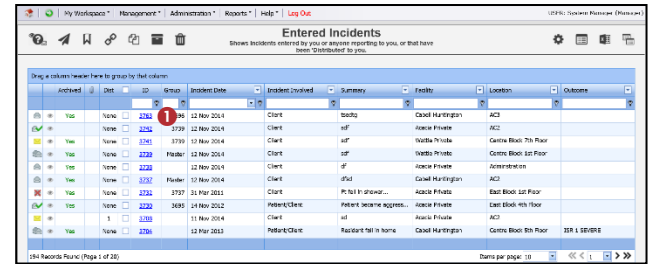 My Workspace Management Administration Reports Help Log Out USER: System Manager (Manager)
Entered Incidents
Shows Incidents entered by you or anyone reporting to you, or that have been 'Distributed' to you.
Drag a column header here to group by that column
Archived Dist ID Group Incident Date Incident Involved Summary Facility Location Outcome
1
Yes None 3763 396 12 Nov 2014 Client tsedtg Cabell Huntington AC3
None 3742 3739 12 Nov 2014 Client sdf Acacia Private AC2
Yes None 3741 3739 12 Nov 2014 Client sdf Wattle Private Centre Block 7th Floor
Yes None 3739 Master 12 Nov 2014 Client sdf Wattle Private Centre Block 1st Floor
None 3738 12 Nov 2014 Client df Acacia Private Administration
Yes None 3737 Master 12 Nov 2014 Client dfsd Cabell Huntington AC2
Yes None 3732 3737 31 Mar 2011 Client Pt fell in shower... Acacia Private East Block 1st Floor
Yes None 3730 3695 14 Nov 2012 Patient/Client Patient became aggress... Acacia Private East Block 4th Floor
1 3708 11 Nov 2014 Client sd Acacia Private AC2
Yes None 3704 12 Mar 2013 Patient/Client Resident fall in home Cabell Huntington Centre Block 5th Floor ISR 1 SEVERE
194 Records Found (Page 1 of 20) Items per page: 10 1